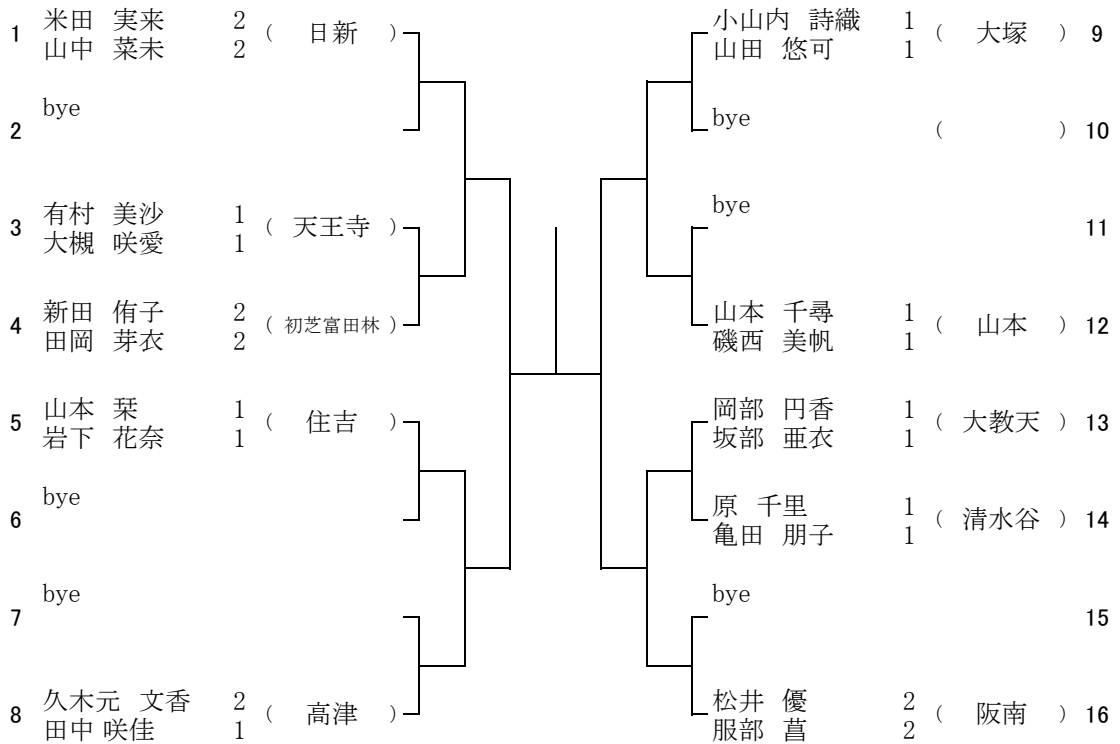 1 米田 実来 2 ( 日新 )
山中 菜未 2
2 bye
3 有村 美沙 1 ( 天王寺 )
大槻 咲愛 1
4 新田 侑子 2 ( 初芝富田林 )
田岡 芽衣 2
5 山本 栞 1 ( 住吉 )
岩下 花奈 1
6 bye
7 bye
8 久木元 文香 2 ( 高津 )
田中 咲佳 1
小山内 詩織 1 ( 大塚 ) 9
山田 悠可 1
bye ( ) 10
bye 11
山本 千尋 1 ( 山本 ) 12
磯西 美帆 1
岡部 円香 1 ( 大教天 ) 13
坂部 亜衣 1
原 千里 1 ( 清水谷 ) 14
亀田 朋子 1
bye 15
松井 優 2 ( 阪南 ) 16
服部 菖 2